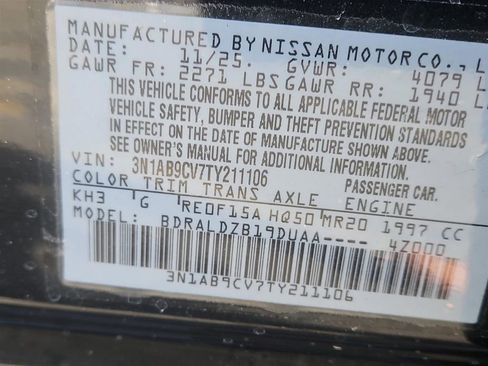 MANUFACTURED BY NISSAN MOTOR CO., L
DATE: 11/25. GVWR: 4079 L
GAWR FR: 2271 LBS GAWR RR: 1940 L
THIS VEHICLE CONFORMS TO ALL APPLICABLE FEDERAL MOTOR
VEHICLE SAFETY, BUMPER AND THEFT PREVENTION STANDARDS
IN EFFECT ON THE DATE OF MANUFACTURE SHOWN ABOVE.
SEE OWNER'S MANUAL FOR ADDITIONAL INFORMATION.
VIN: 3N1AB9CV7TY211106 PASSENGER CAR.
COLOR TRIM TRANS AXLE ENGINE
KH3 G RE0F15A HQ50 MR20 1997 CC
MODEL: BDRALDZB19DUAA---- 4Z000
3N1AB9CV7TY211106